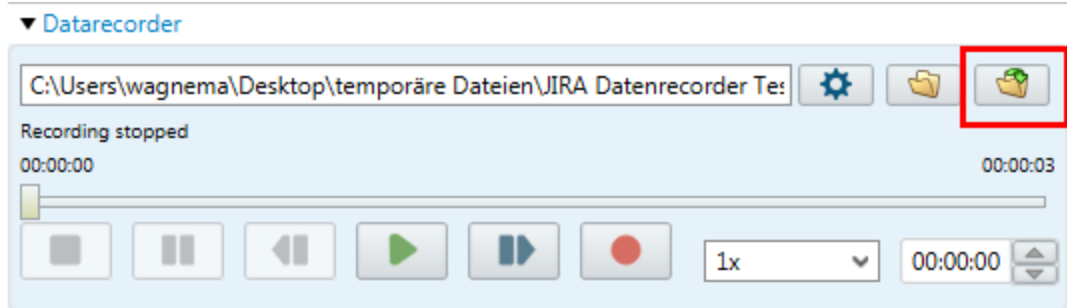 Datarecorder
C:\Users\wagnema\Desktop\temporäre Dateien\JIRA Datenrecorder Tes
Recording stopped
00:00:00 00:00:03
1x 00:00:00